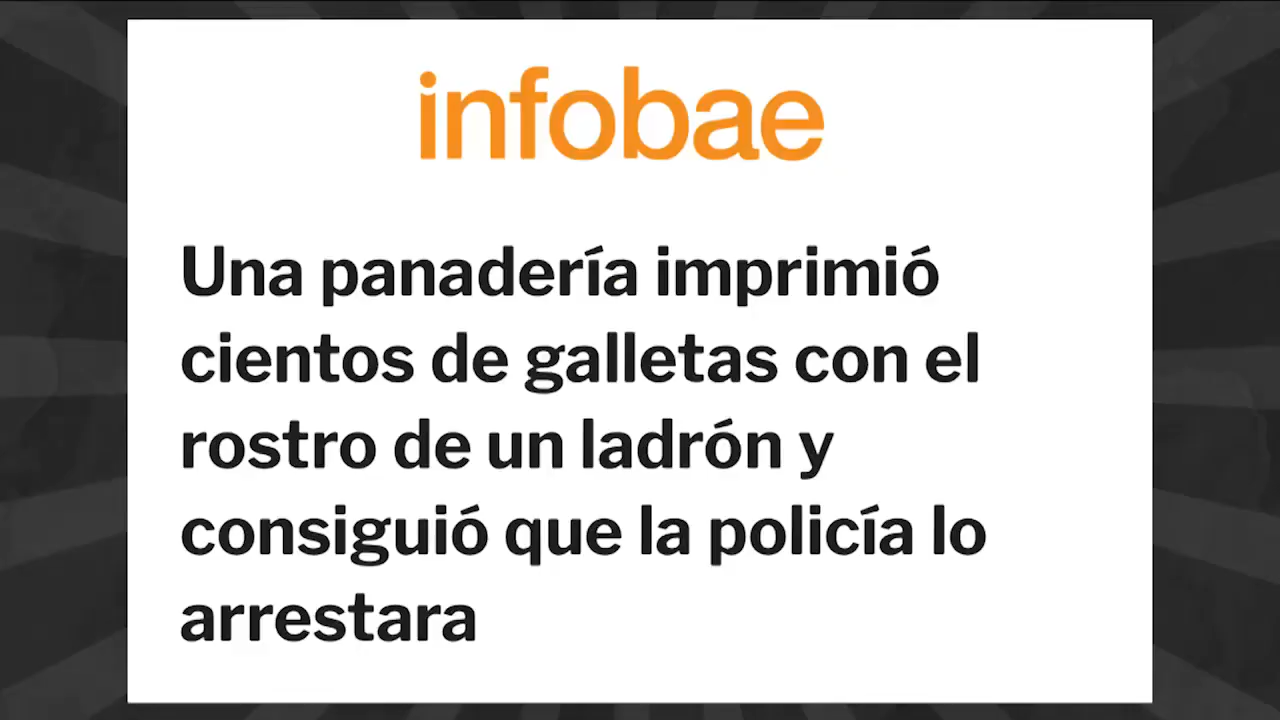 infobae
Una panadería imprimió
cientos de galletas con el
rostro de un ladrón y
consiguió que la policía lo
arrestara